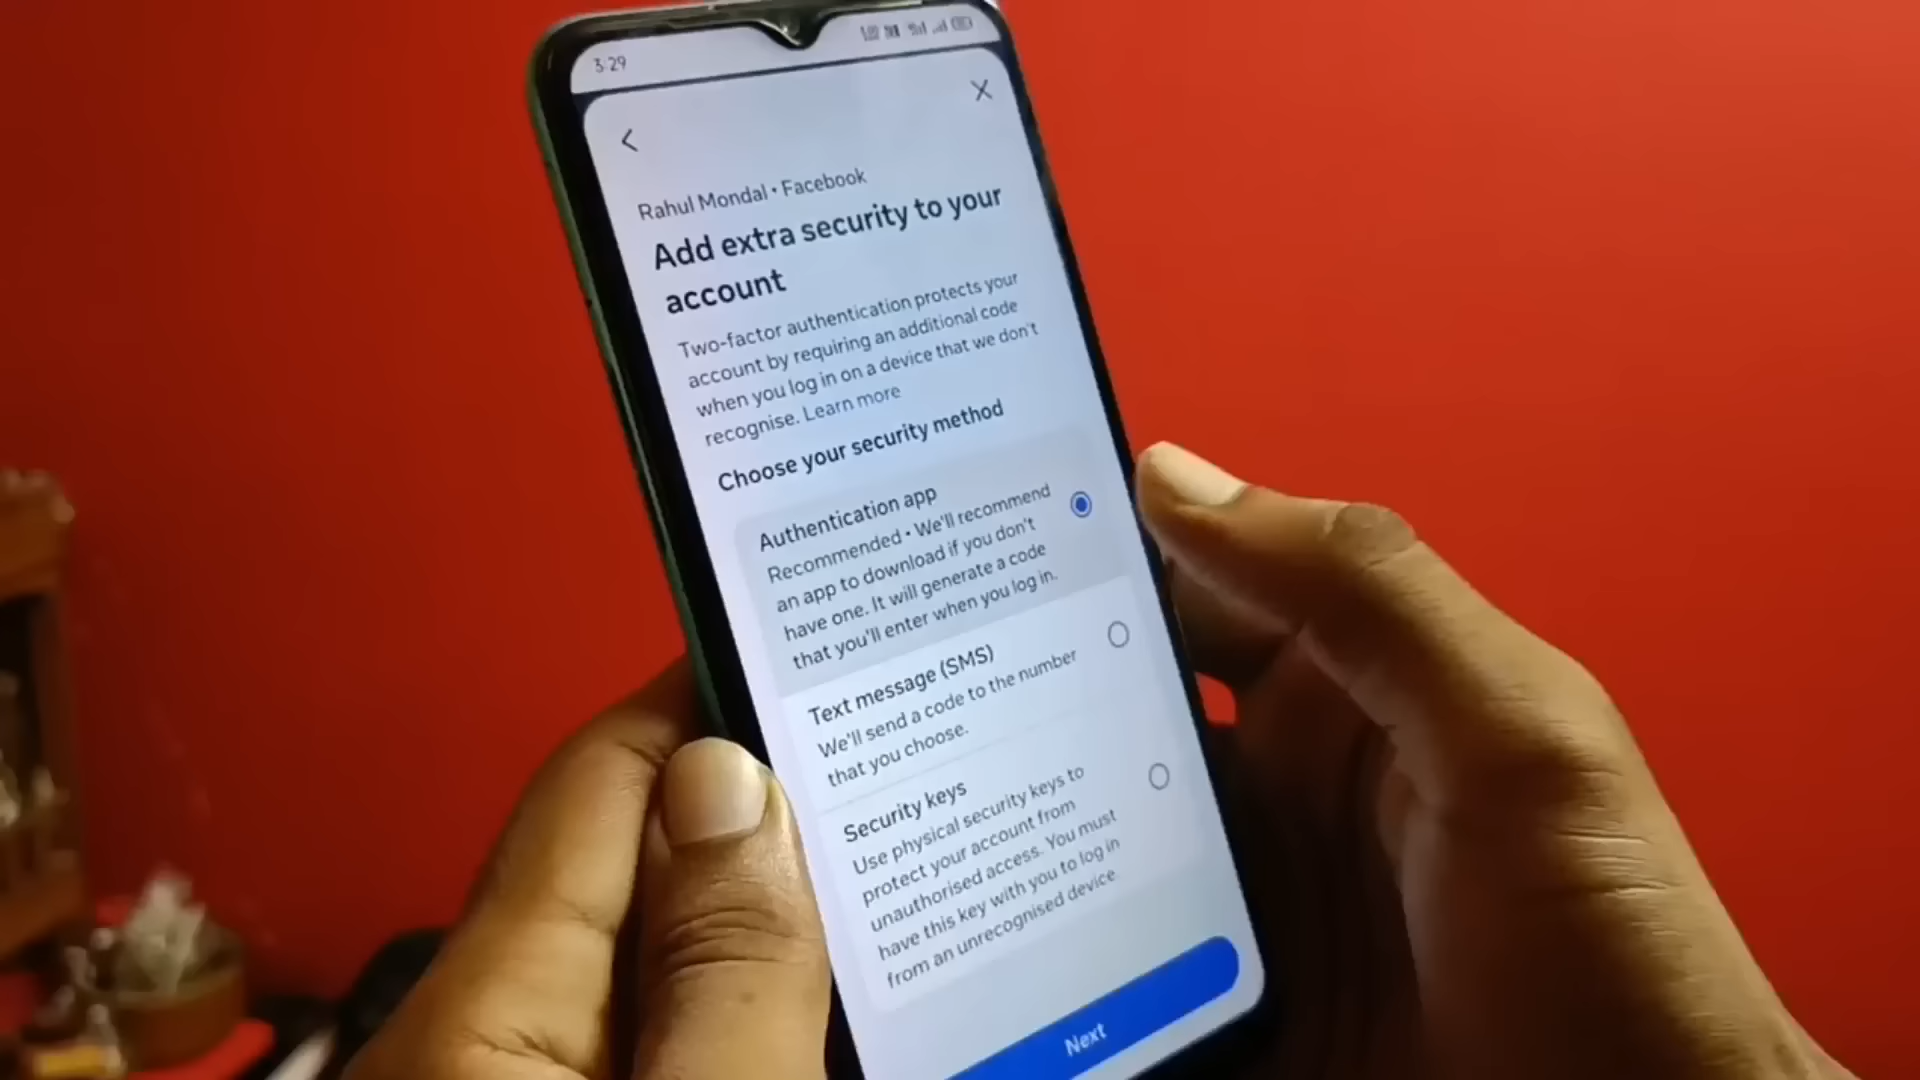 3:29
Rahul Mondal • Facebook
Add extra security to your
account
Two-factor authentication protects your
account by requiring an additional code
when you log in on a device that we don't
recognise. Learn more
Choose your security method
Authentication app
Recommended • We'll recommend
an app to download if you don't
have one. It will generate a code
that you'll enter when you log in.
Text message (SMS)
We'll send a code to the number
that you choose.
Security keys
Use physical security keys to
protect your account from
unauthorised access. You must
have this key with you to log in
from an unrecognised device.
Next